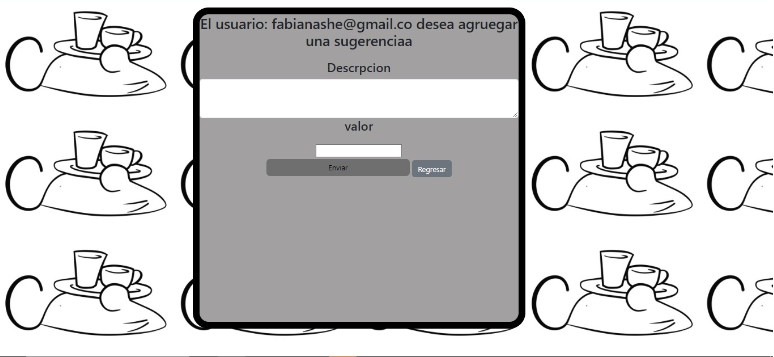 El usuario: fabianashe@gmail.co desea agruegar
una sugerenciaa
Descrpcion
valor
Enviar
Regresar